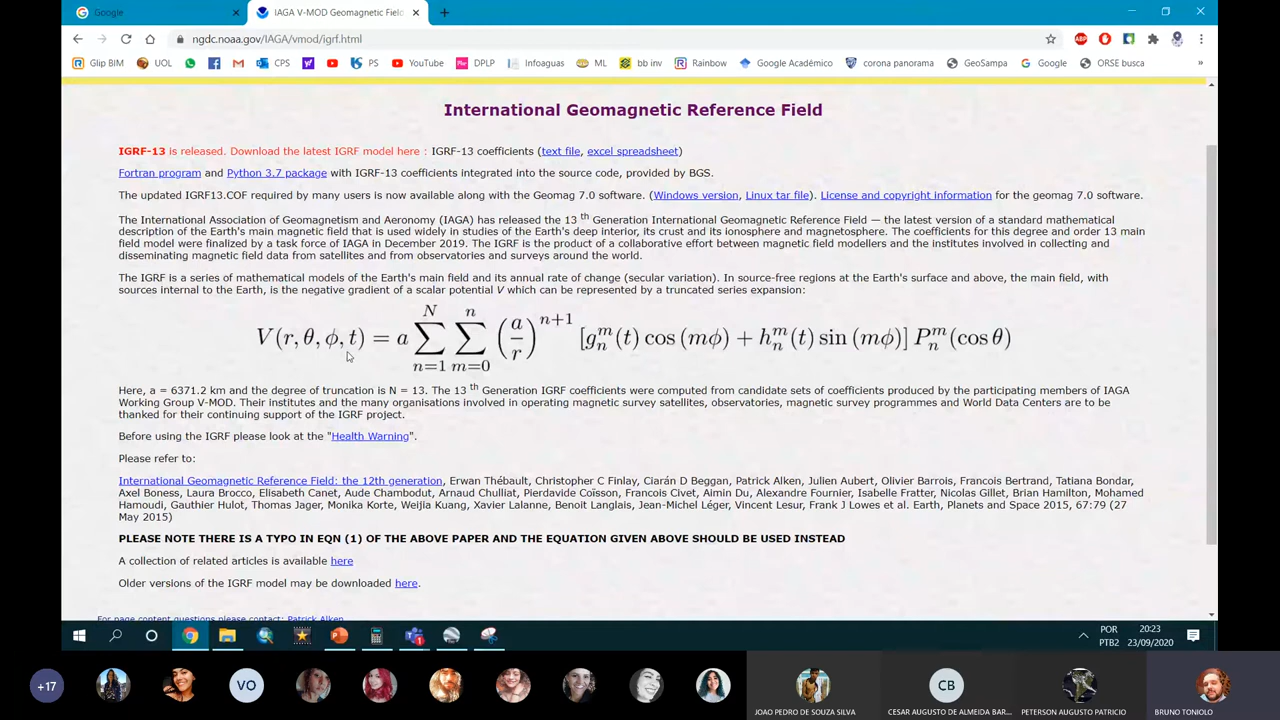 Google
IAGA V-MOD Geomagnetic Field
ngdc.noaa.gov/IAGA/vmod/igrf.html
Glip BIM UOL CPS PS YouTube DPLP Infoaguas ML bb inv Rainbow Google Acadêmico corona panorama GeoSampa Google ORSE busca »
International Geomagnetic Reference Field
IGRF-13 is released. Download the latest IGRF model here : IGRF-13 coefficients (text file, excel spreadsheet)
Fortran program and Python 3.7 package with IGRF-13 coefficients integrated into the source code, provided by BGS.
The updated IGRF13.COF required by many users is now available along with the Geomag 7.0 software. (Windows version, Linux tar file). License and copyright information for the geomag 7.0 software.
The International Association of Geomagnetism and Aeronomy (IAGA) has released the 13 th Generation International Geomagnetic Reference Field — the latest version of a standard mathematical
description of the Earth's main magnetic field that is used widely in studies of the Earth's deep interior, its crust and its ionosphere and magnetosphere. The coefficients for this degree and order 13 main
field model were finalized by a task force of IAGA in December 2019. The IGRF is the product of a collaborative effort between magnetic field modellers and the institutes involved in collecting and
disseminating magnetic field data from satellites and from observatories and surveys around the world.
The IGRF is a series of mathematical models of the Earth's main field and its annual rate of change (secular variation). In source-free regions at the Earth's surface and above, the main field, with
sources internal to the Earth, is the negative gradient of a scalar potential V which can be represented by a truncated series expansion:
V(r, θ, ϕ, t) = a ∑_{n=1}^{N} ∑_{m=0}^{n} (a/r)^{n+1} [g_n^m(t) cos (mϕ) + h_n^m(t) sin (mϕ)] P_n^m(cos θ)
Here, a = 6371.2 km and the degree of truncation is N = 13. The 13 th Generation IGRF coefficients were computed from candidate sets of coefficients produced by the participating members of IAGA
Working Group V-MOD. Their institutes and the many organisations involved in operating magnetic survey satellites, observatories, magnetic survey programmes and World Data Centers are to be
thanked for their continuing support of the IGRF project.
Before using the IGRF please look at the "Health Warning".
Please refer to:
International Geomagnetic Reference Field: the 12th generation, Erwan Thébault, Christopher C Finlay, Ciarán D Beggan, Patrick Alken, Julien Aubert, Olivier Barrois, Francois Bertrand, Tatiana Bondar,
Axel Boness, Laura Brocco, Elisabeth Canet, Aude Chambodut, Arnaud Chulliat, Pierdavide Coïsson, Francois Civet, Aimin Du, Alexandre Fournier, Isabelle Fratter, Nicolas Gillet, Brian Hamilton, Mohamed
Hamoudi, Gauthier Hulot, Thomas Jager, Monika Korte, Weijia Kuang, Xavier Lalanne, Benoit Langlais, Jean-Michel Léger, Vincent Lesur, Frank J Lowes et al. Earth, Planets and Space 2015, 67:79 (27
May 2015)
PLEASE NOTE THERE IS A TYPO IN EQN (1) OF THE ABOVE PAPER AND THE EQUATION GIVEN ABOVE SHOULD BE USED INSTEAD
A collection of related articles is available here
Older versions of the IGRF model may be downloaded here.
For page content questions please contact: Patrick Alken
POR
PTB2
20:23
23/09/2020
+17
VO
CB
JOAO PEDRO DE SOUZA SILVA
CESAR AUGUSTO DE ALMEIDA BAR...
PETERSON AUGUSTO PATRICIO
BRUNO TONIOLO